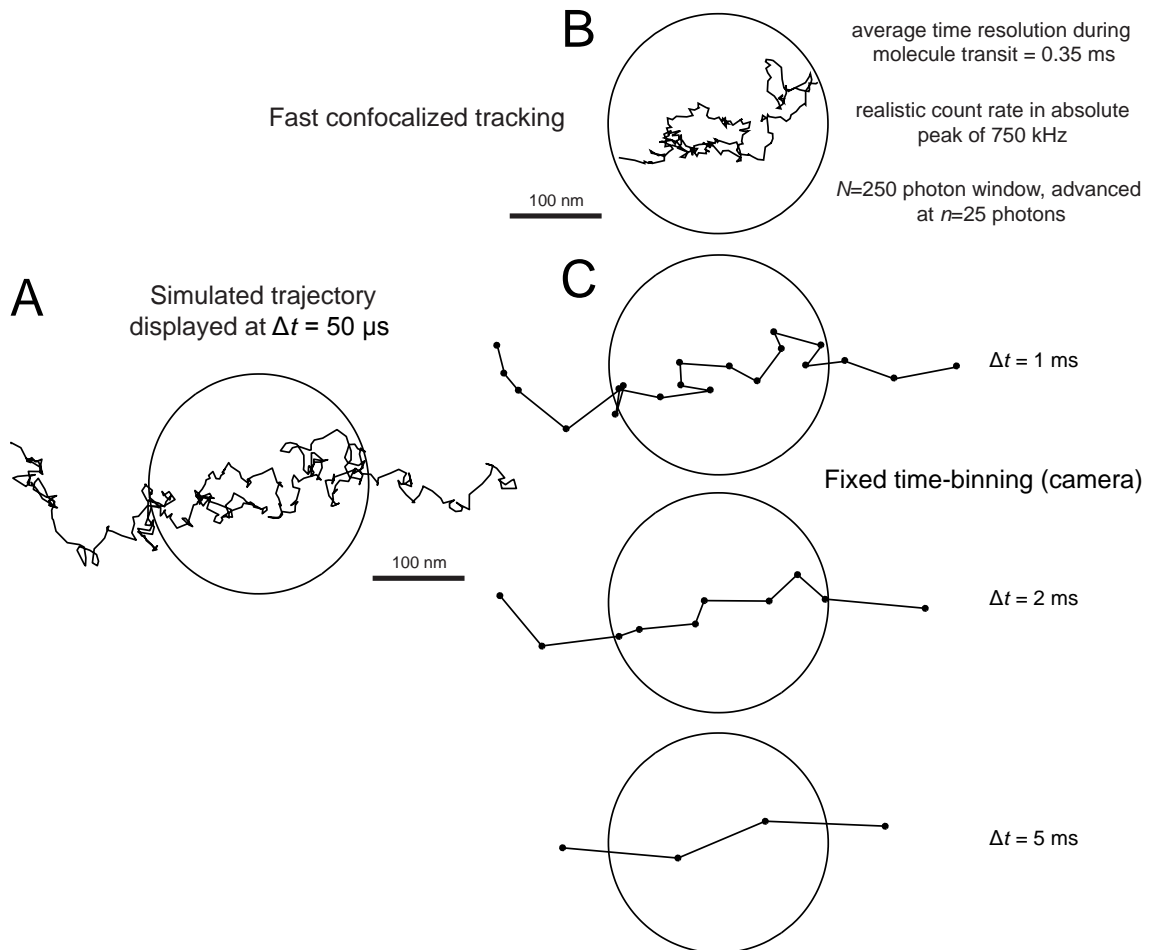 B
average time resolution during
molecule transit = 0.35 ms
Fast confocalized tracking
realistic count rate in absolute
peak of 750 kHz
N=250 photon window, advanced
at n=25 photons
100 nm
A
Simulated trajectory
displayed at Δt = 50 µs
100 nm
C
Δt = 1 ms
Fixed time-binning (camera)
Δt = 2 ms
Δt = 5 ms